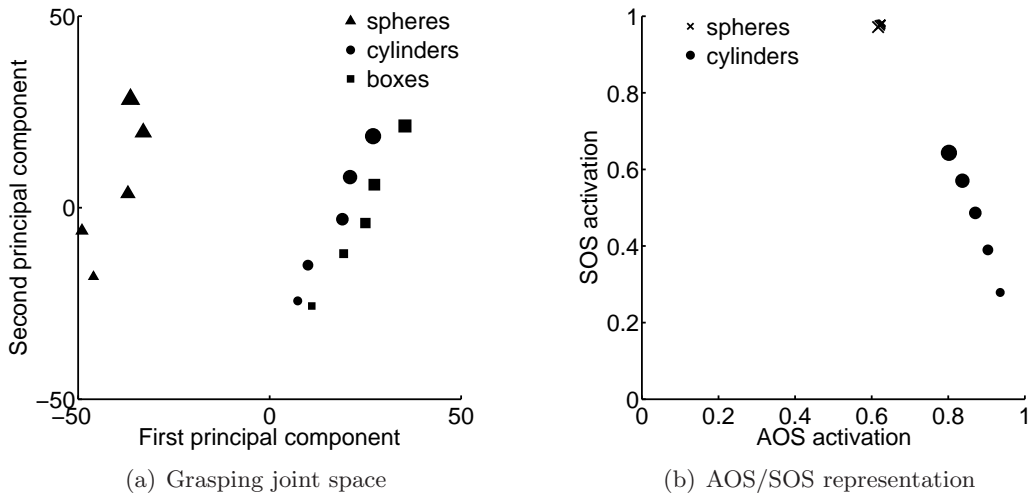 50
spheres
cylinders
boxes
0
−50
−50
0
50
Second principal component
First principal component
(a) Grasping joint space
1
spheres
cylinders
0.8
0.6
0.4
0.2
0
0
0.2
0.4
0.6
0.8
1
SOS activation
AOS activation
(b) AOS/SOS representation